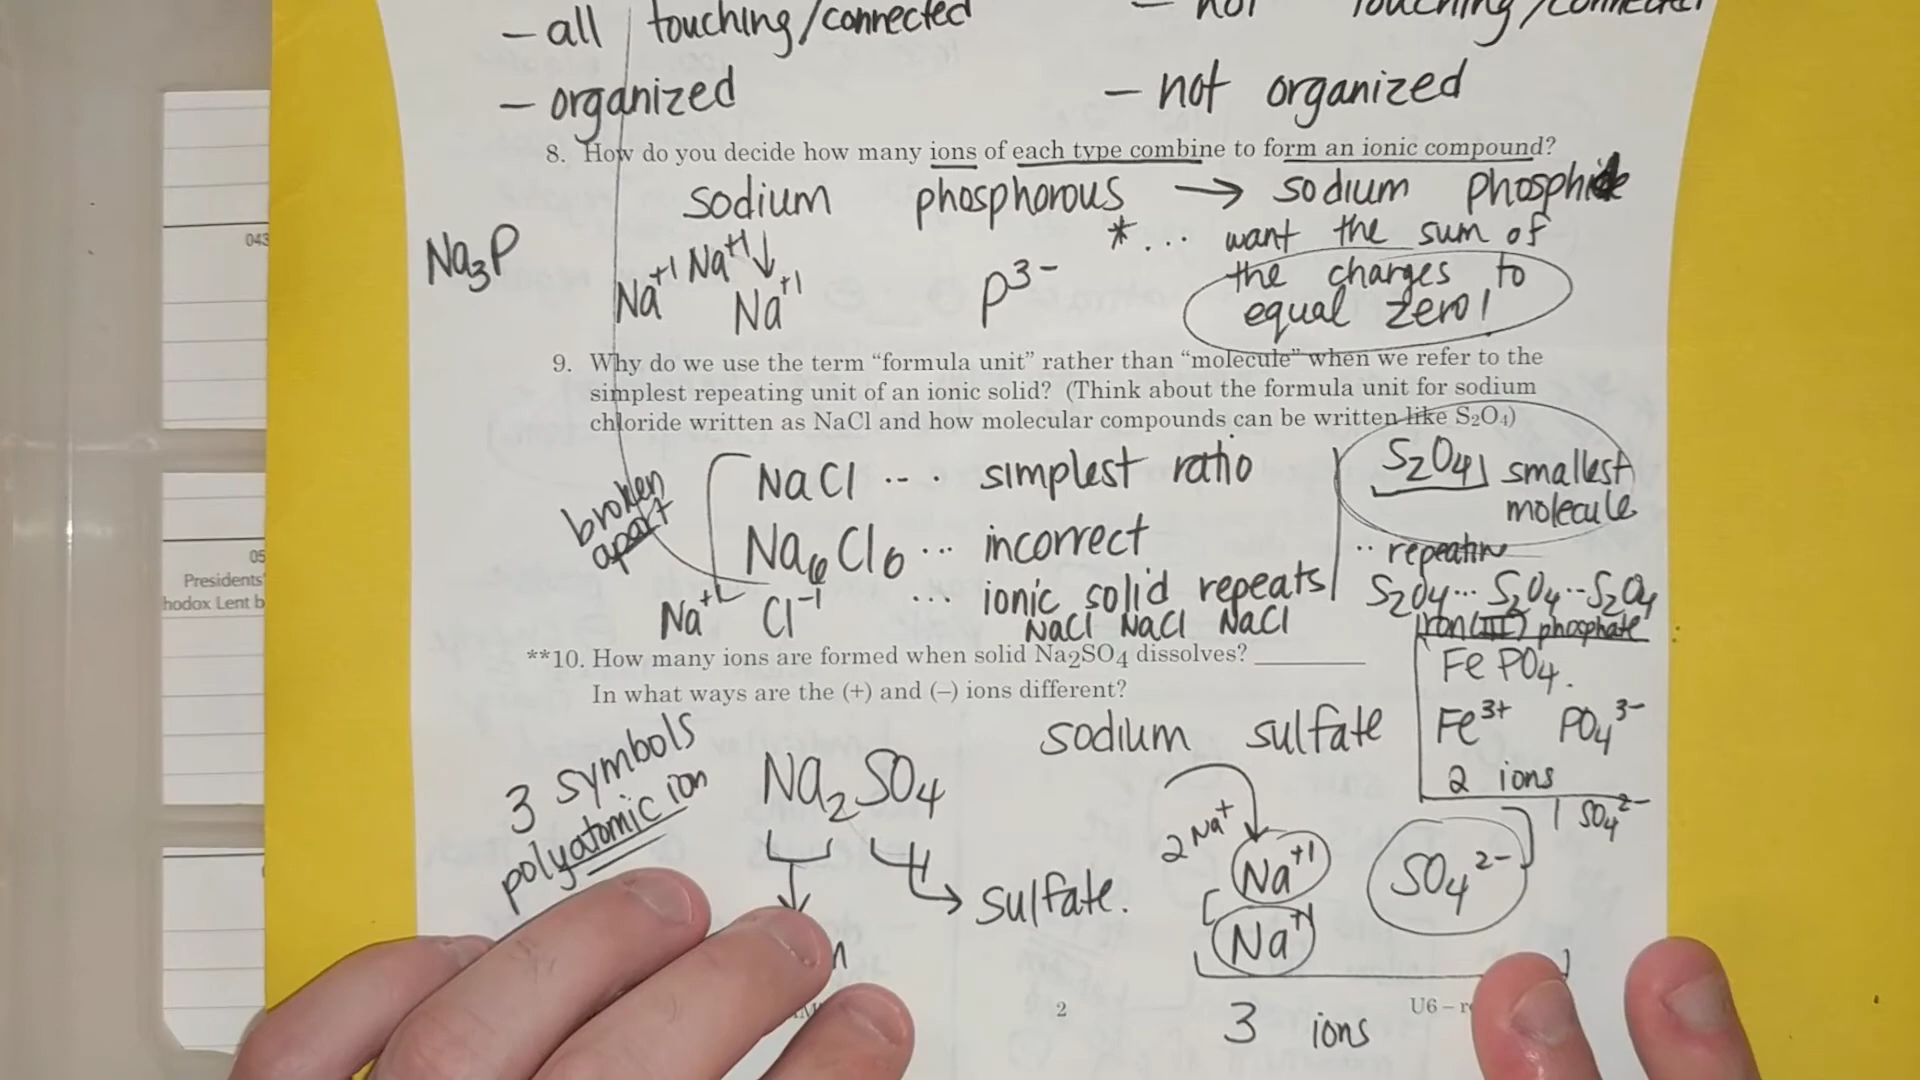 – all touching/connected – not touching/connected
– organized – not organized
8. How do you decide how many ions of each type combine to form an ionic compound?
sodium phosphorous → sodium phosphide
* ... want the sum of
the charges to
equal zero!
Na₃P
Na⁺¹ Na⁺¹ Na⁺¹ P³⁻
9. Why do we use the term “formula unit” rather than “molecule” when we refer to the
simplest repeating unit of an ionic solid? (Think about the formula unit for sodium
chloride written as NaCl and how molecular compounds can be written like S₂O₄)
NaCl ... simplest ratio
Na₆Cl₆ ... incorrect
... ionic solid repeats
NaCl NaCl NaCl
broken
apart
Na⁺¹ Cl⁻¹
S₂O₄ smallest
molecule
S₂O₄... S₂O₄..S₂O₄
iron(III) phosphate
FePO₄.
Fe³⁺ PO₄³⁻
2 ions
**10. How many ions are formed when solid Na₂SO₄ dissolves? ________
In what ways are the (+) and (–) ions different?
3 symbols
polyatomic ion
Na₂SO₄
sulfate.
sodium sulfate
2Na⁺
Na⁺¹ SO₄²⁻
Na⁺¹
1 SO₄²⁻
3 ions
2
U6 –
043
05
Presidents'
hodox Lent b